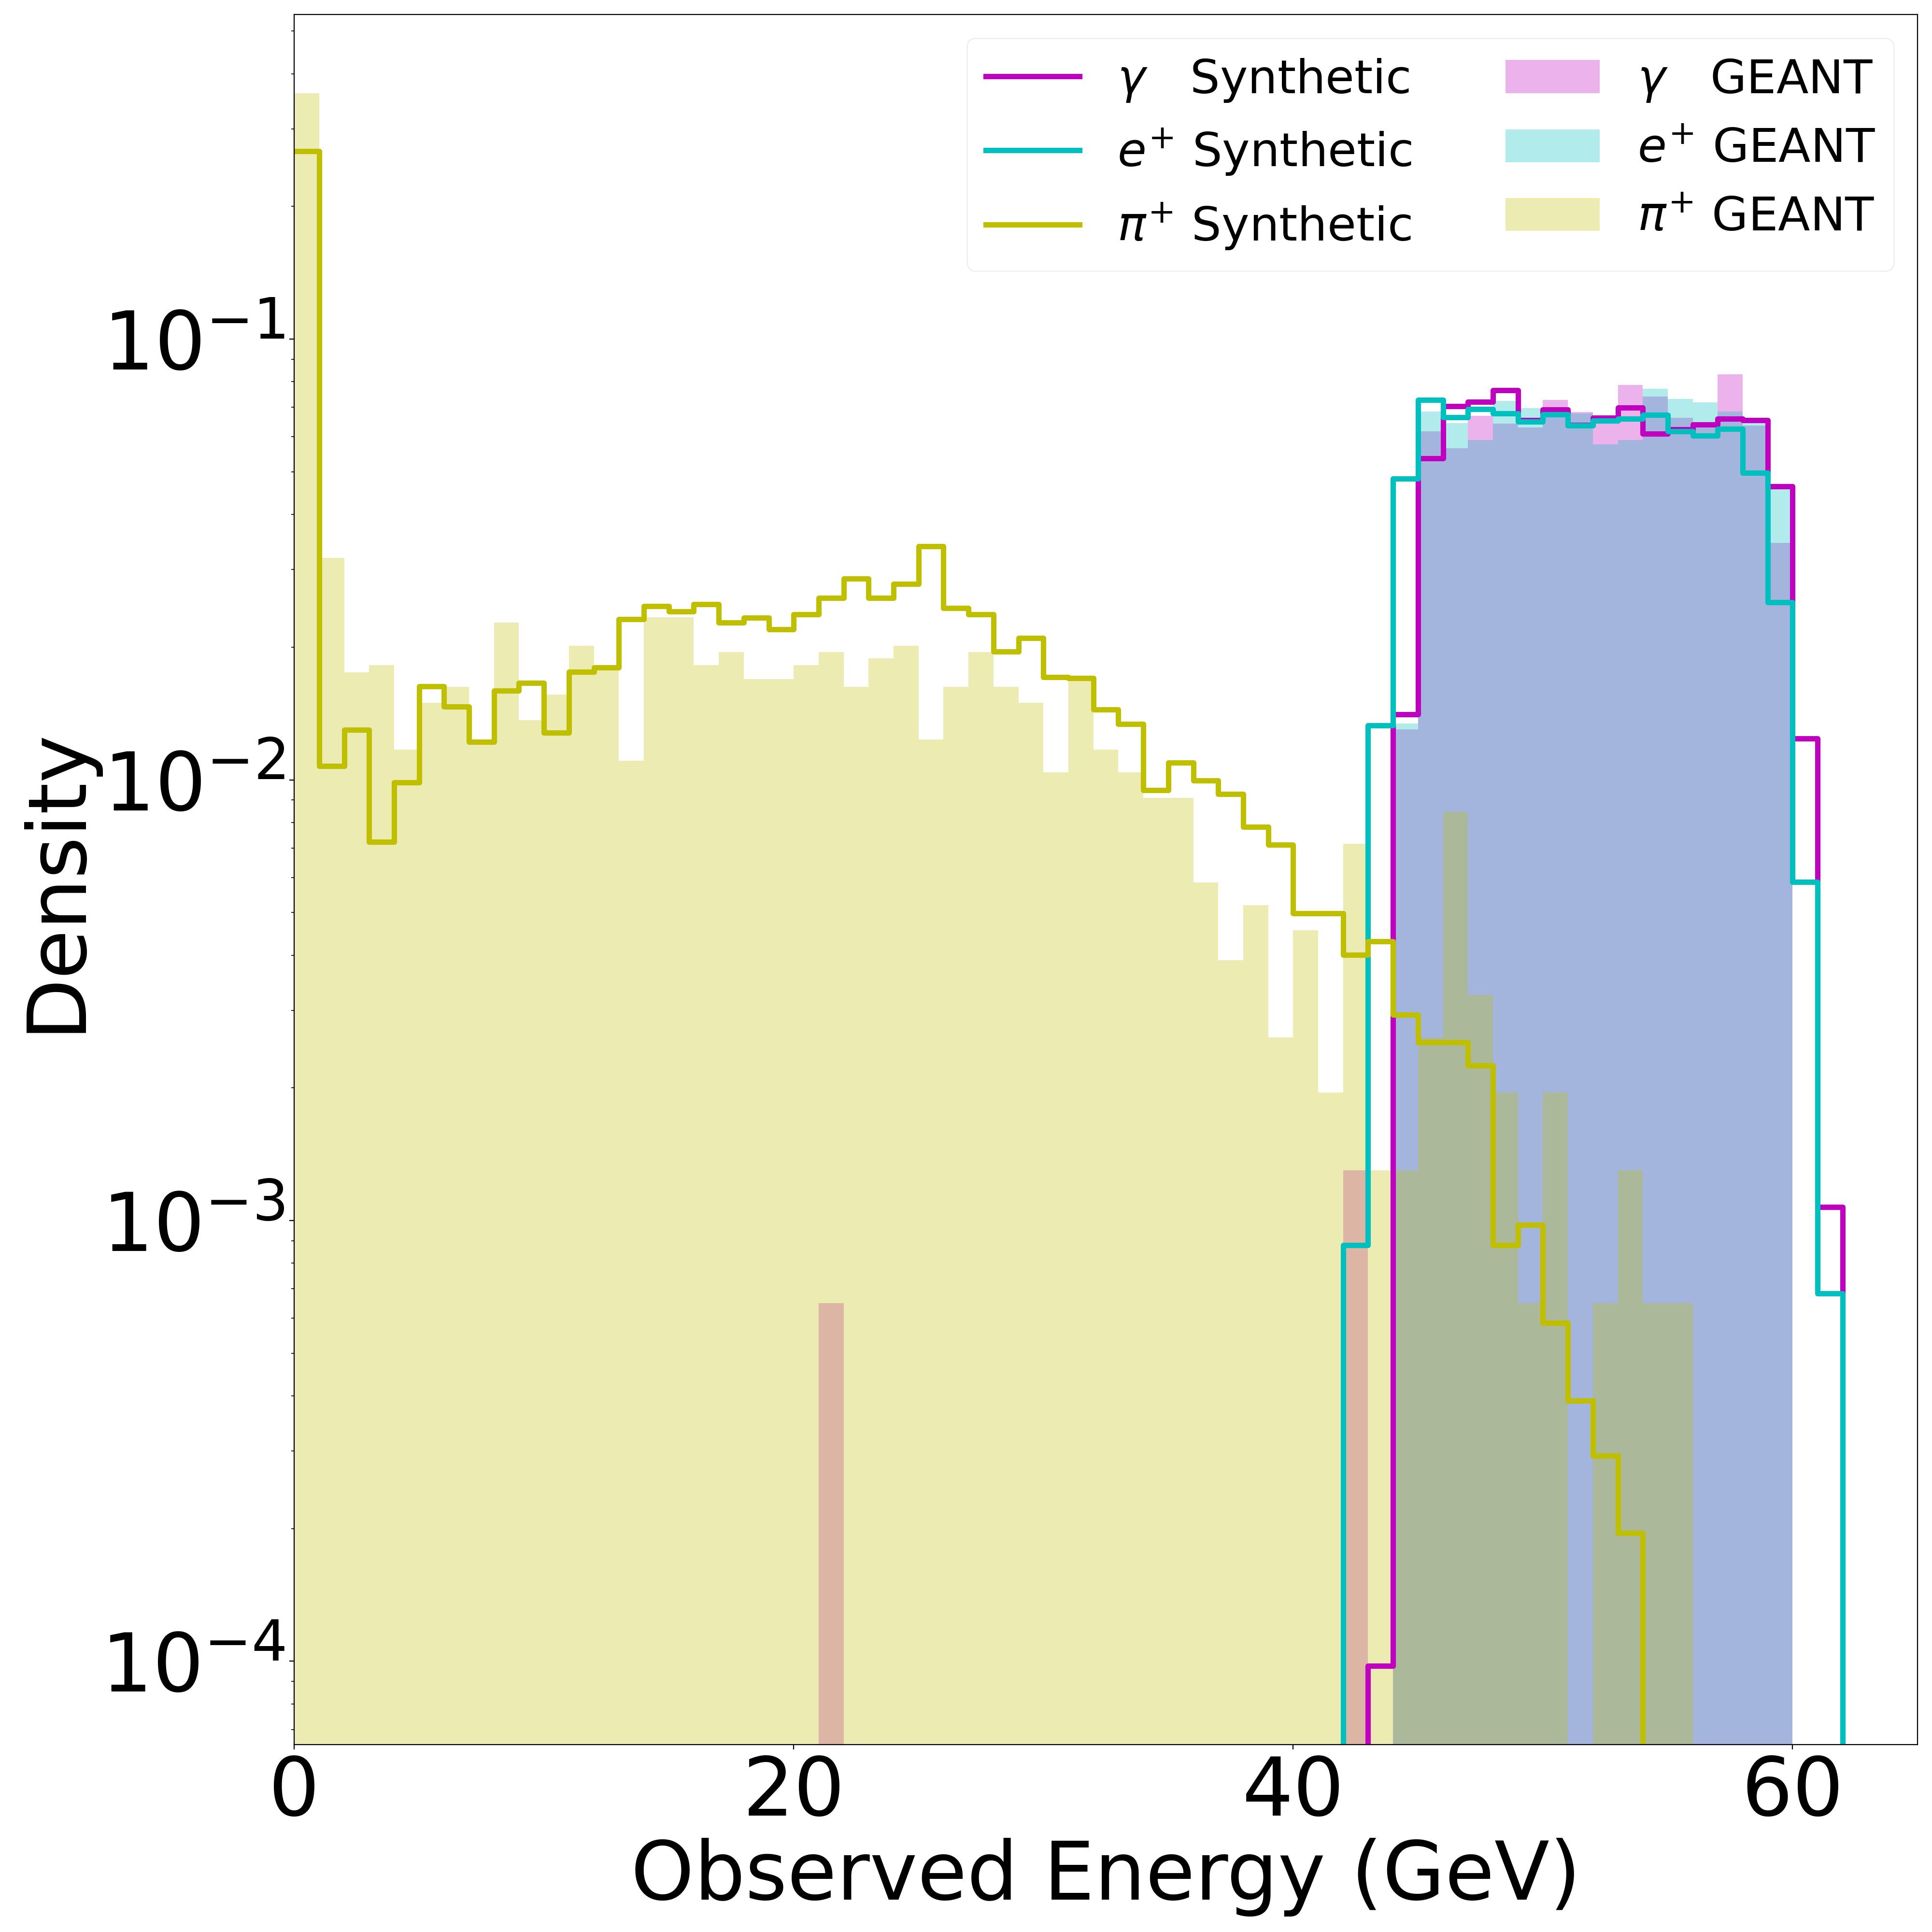 γ Synthetic
e⁺ Synthetic
π⁺ Synthetic
γ GEANT
e⁺ GEANT
π⁺ GEANT
10⁻¹
10⁻²
10⁻³
10⁻⁴
Density
0 20 40 60
Observed Energy (GeV)